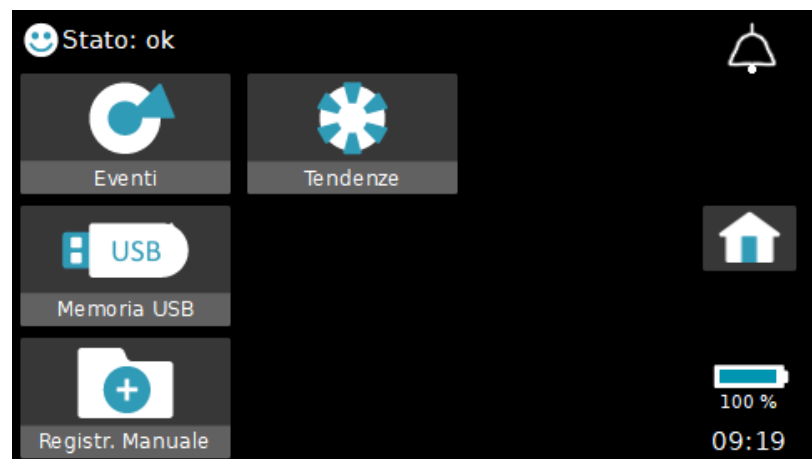 Stato: ok
Eventi
Tendenze
USB
Memoria USB
Registr. Manuale
100 %
09:19